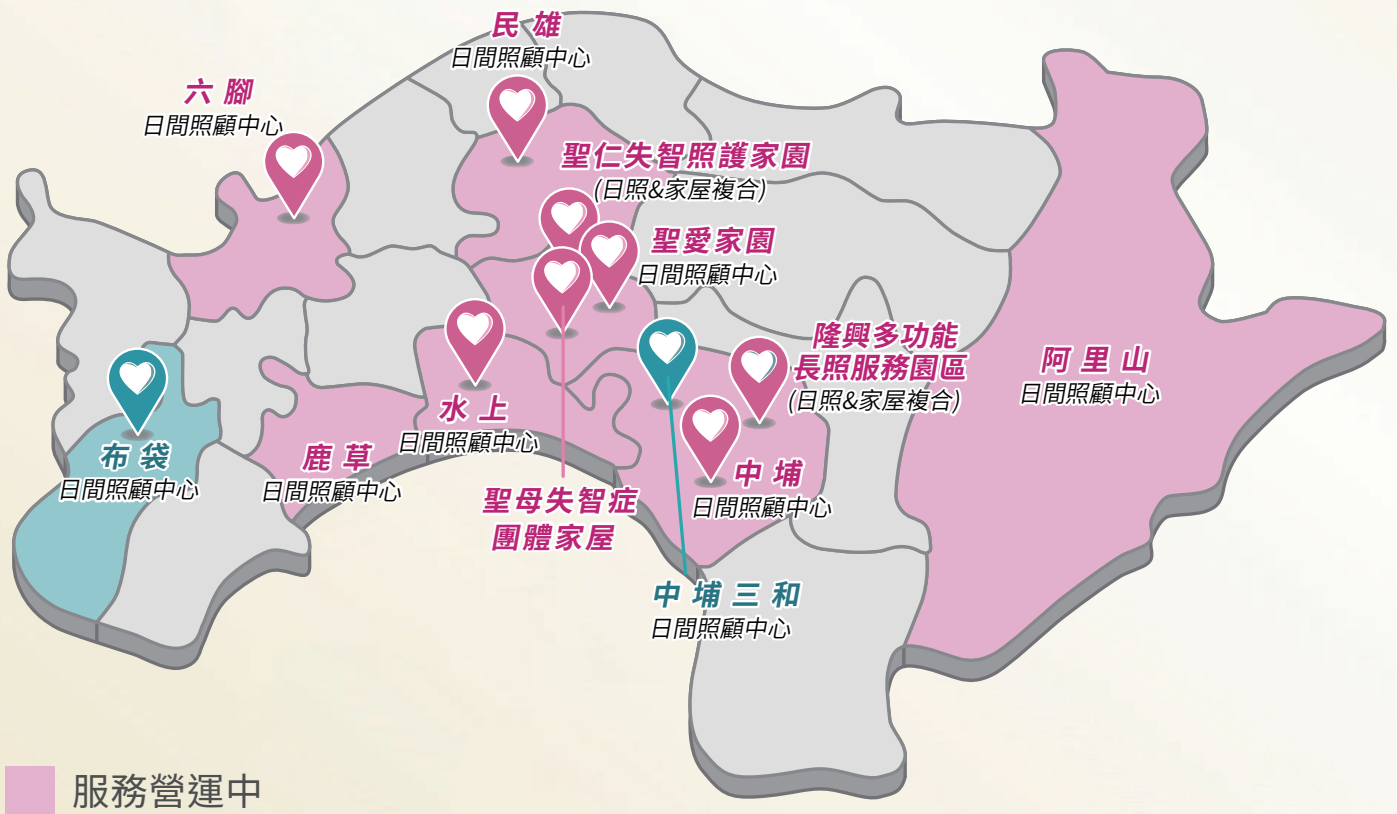 民雄
日間照顧中心
六腳
日間照顧中心
聖仁失智照護家園
(日照&家屋複合)
聖愛家園
日間照顧中心
隆興多功能
長照服務園區
(日照&家屋複合)
阿里山
日間照顧中心
水上
日間照顧中心
布袋
日間照顧中心
鹿草
日間照顧中心
中埔
日間照顧中心
聖母失智症
團體家屋
中埔三和
日間照顧中心
服務營運中